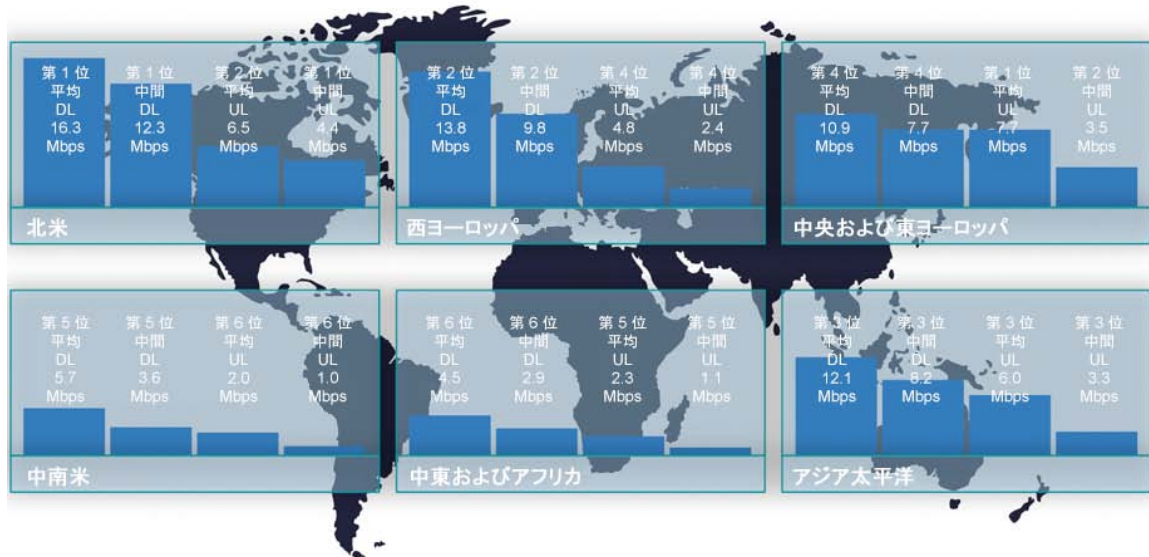 第1位
平均
DL
16.3
Mbps
第1位
中間
DL
12.3
Mbps
第2位
平均
UL
6.5
Mbps
第1位
中間
UL
4.4
Mbps
北米
第2位
平均
DL
13.8
Mbps
第2位
中間
DL
9.8
Mbps
第4位
平均
UL
4.8
Mbps
第4位
中間
UL
2.4
Mbps
西ヨーロッパ
第4位
平均
DL
10.9
Mbps
第4位
中間
DL
7.7
Mbps
第1位
平均
UL
7.7
Mbps
第2位
中間
UL
3.5
Mbps
中央および東ヨーロッパ
第5位
平均
DL
5.7
Mbps
第5位
中間
DL
3.6
Mbps
第6位
平均
UL
2.0
Mbps
第6位
中間
UL
1.0
Mbps
中南米
第6位
平均
DL
4.5
Mbps
第6位
中間
DL
2.9
Mbps
第5位
平均
UL
2.3
Mbps
第5位
中間
UL
1.1
Mbps
中東およびアフリカ
第3位
平均
DL
12.1
Mbps
第3位
中間
DL
8.2
Mbps
第3位
平均
UL
6.0
Mbps
第3位
中間
UL
3.3
Mbps
アジア太平洋